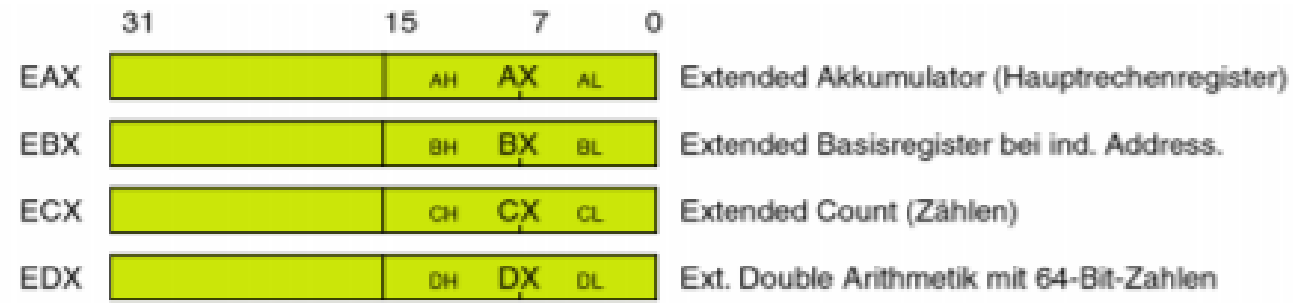 31 15 7 0
EAX AH AX AL Extended Akkumulator (Hauptrechenregister)
EBX BH BX BL Extended Basisregister bei ind. Address.
ECX CH CX CL Extended Count (Zählen)
EDX DH DX DL Ext. Double Arithmetik mit 64-Bit-Zahlen